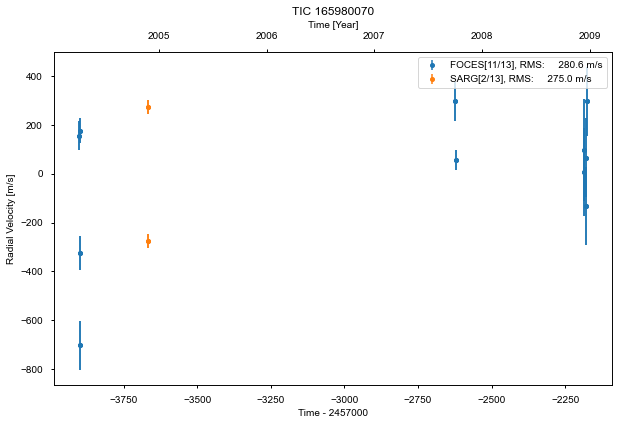 TIC 165980070
Time [Year]
2005 2006 2007 2008 2009
FOCES[11/13], RMS: 280.6 m/s
SARG[2/13], RMS: 275.0 m/s
400
200
0
−200
−400
−600
−800
Radial Velocity [m/s]
−3750 −3500 −3250 −3000 −2750 −2500 −2250
Time - 2457000